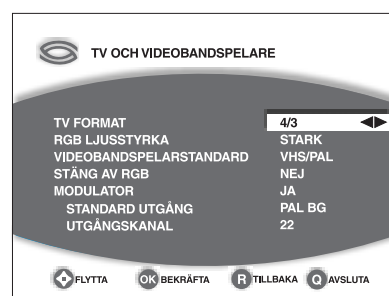 TV OCH VIDEOBANDSPELARE
TV FORMAT 4/3
RGB LJUSSTYRKA STARK
VIDEOBANDSPELARSTANDARD VHS/PAL
STÄNG AV RGB NEJ
MODULATOR JA
STANDARD UTGÅNG PAL BG
UTGÅNGSKANAL 22
FLYTTA OK BEKRÄFTA R TILLBAKA Q AVSLUTA